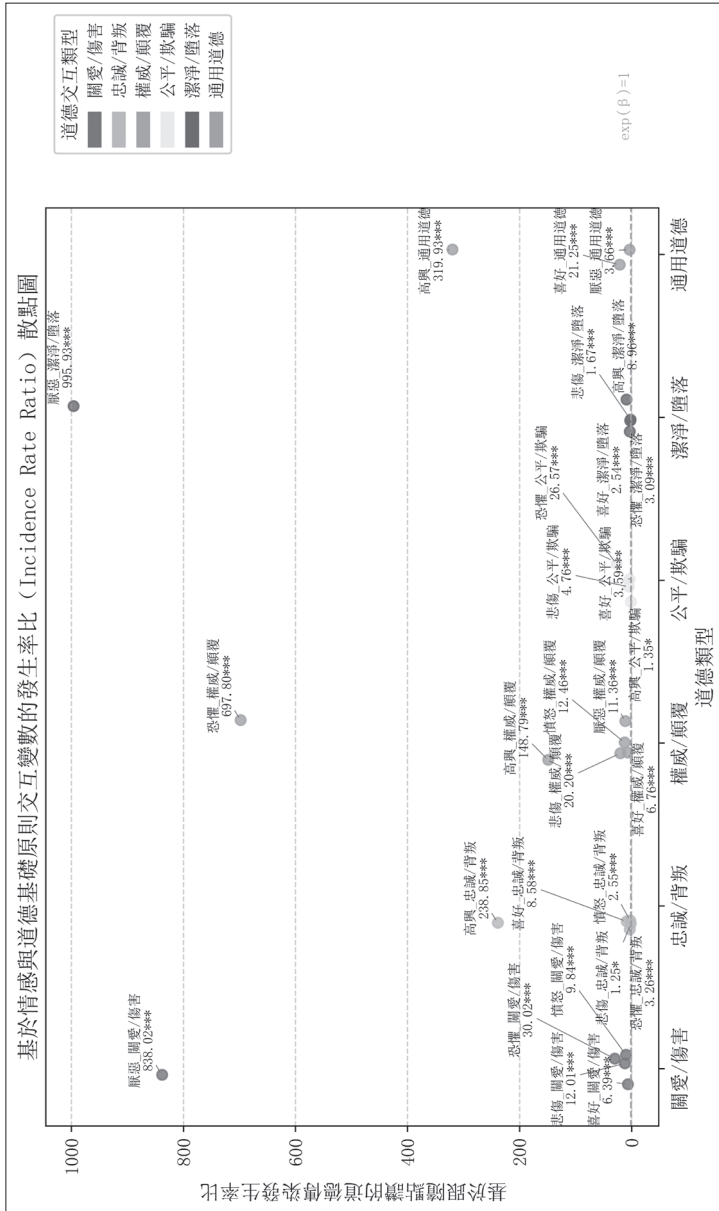 基於情感與道德基礎原則交互變數的發生率比 (Incidence Rate Ratio) 散點圖
基於跟隨點讚的道德傳染發生率比
1000
800
600
400
200
0
厭惡_關愛/傷害
838.02***
恐懼_關愛/傷害
30.02***
悲傷_關愛/傷害
12.01***
憤怒_關愛/傷害
9.84***
喜好_關愛/傷害
6.39***
高興_忠誠/背叛
238.85***
喜好_忠誠/背叛
8.58***
悲傷_忠誠/背叛
1.25*
憤怒_忠誠/背叛
2.55***
恐懼_忠誠/背叛
3.26***
恐懼_權威/顛覆
697.80***
高興_權威/顛覆
148.79***
悲傷_權威/顛覆
20.20***
憤怒_權威/顛覆
12.46***
厭惡_權威/顛覆
11.36***
喜好_權威/顛覆
6.76***
恐懼_公平/欺騙
26.57***
悲傷_公平/欺騙
4.76***
喜好_公平/欺騙
3.59***
高興_公平/欺騙
1.35*
厭惡_潔淨/墮落
995.93***
悲傷_潔淨/墮落
1.67***
高興_潔淨/墮落
8.96***
喜好_潔淨/墮落
2.54***
恐懼_潔淨/墮落
3.09***
高興_通用道德
319.93***
喜好_通用道德
21.25***
厭惡_通用道德
3.66***
關愛/傷害
忠誠/背叛
權威/顛覆
公平/欺騙
潔淨/墮落
通用道德
道德類型
道德交互類型
關愛/傷害
忠誠/背叛
權威/顛覆
公平/欺騙
潔淨/墮落
通用道德
exp(β)=1